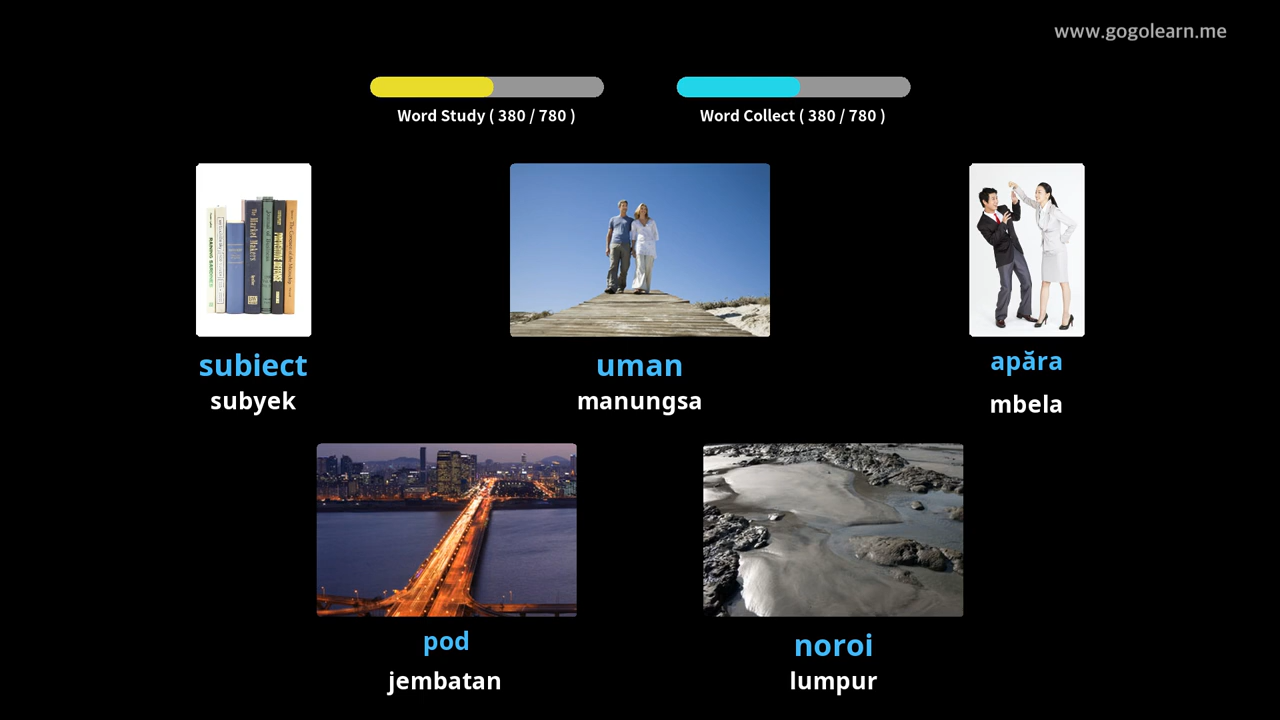 www.gogolearn.me
Word Study ( 380 / 780 )
Word Collect ( 380 / 780 )
subiect
subyek
uman
manungsa
apăra
mbela
pod
jembatan
noroi
lumpur